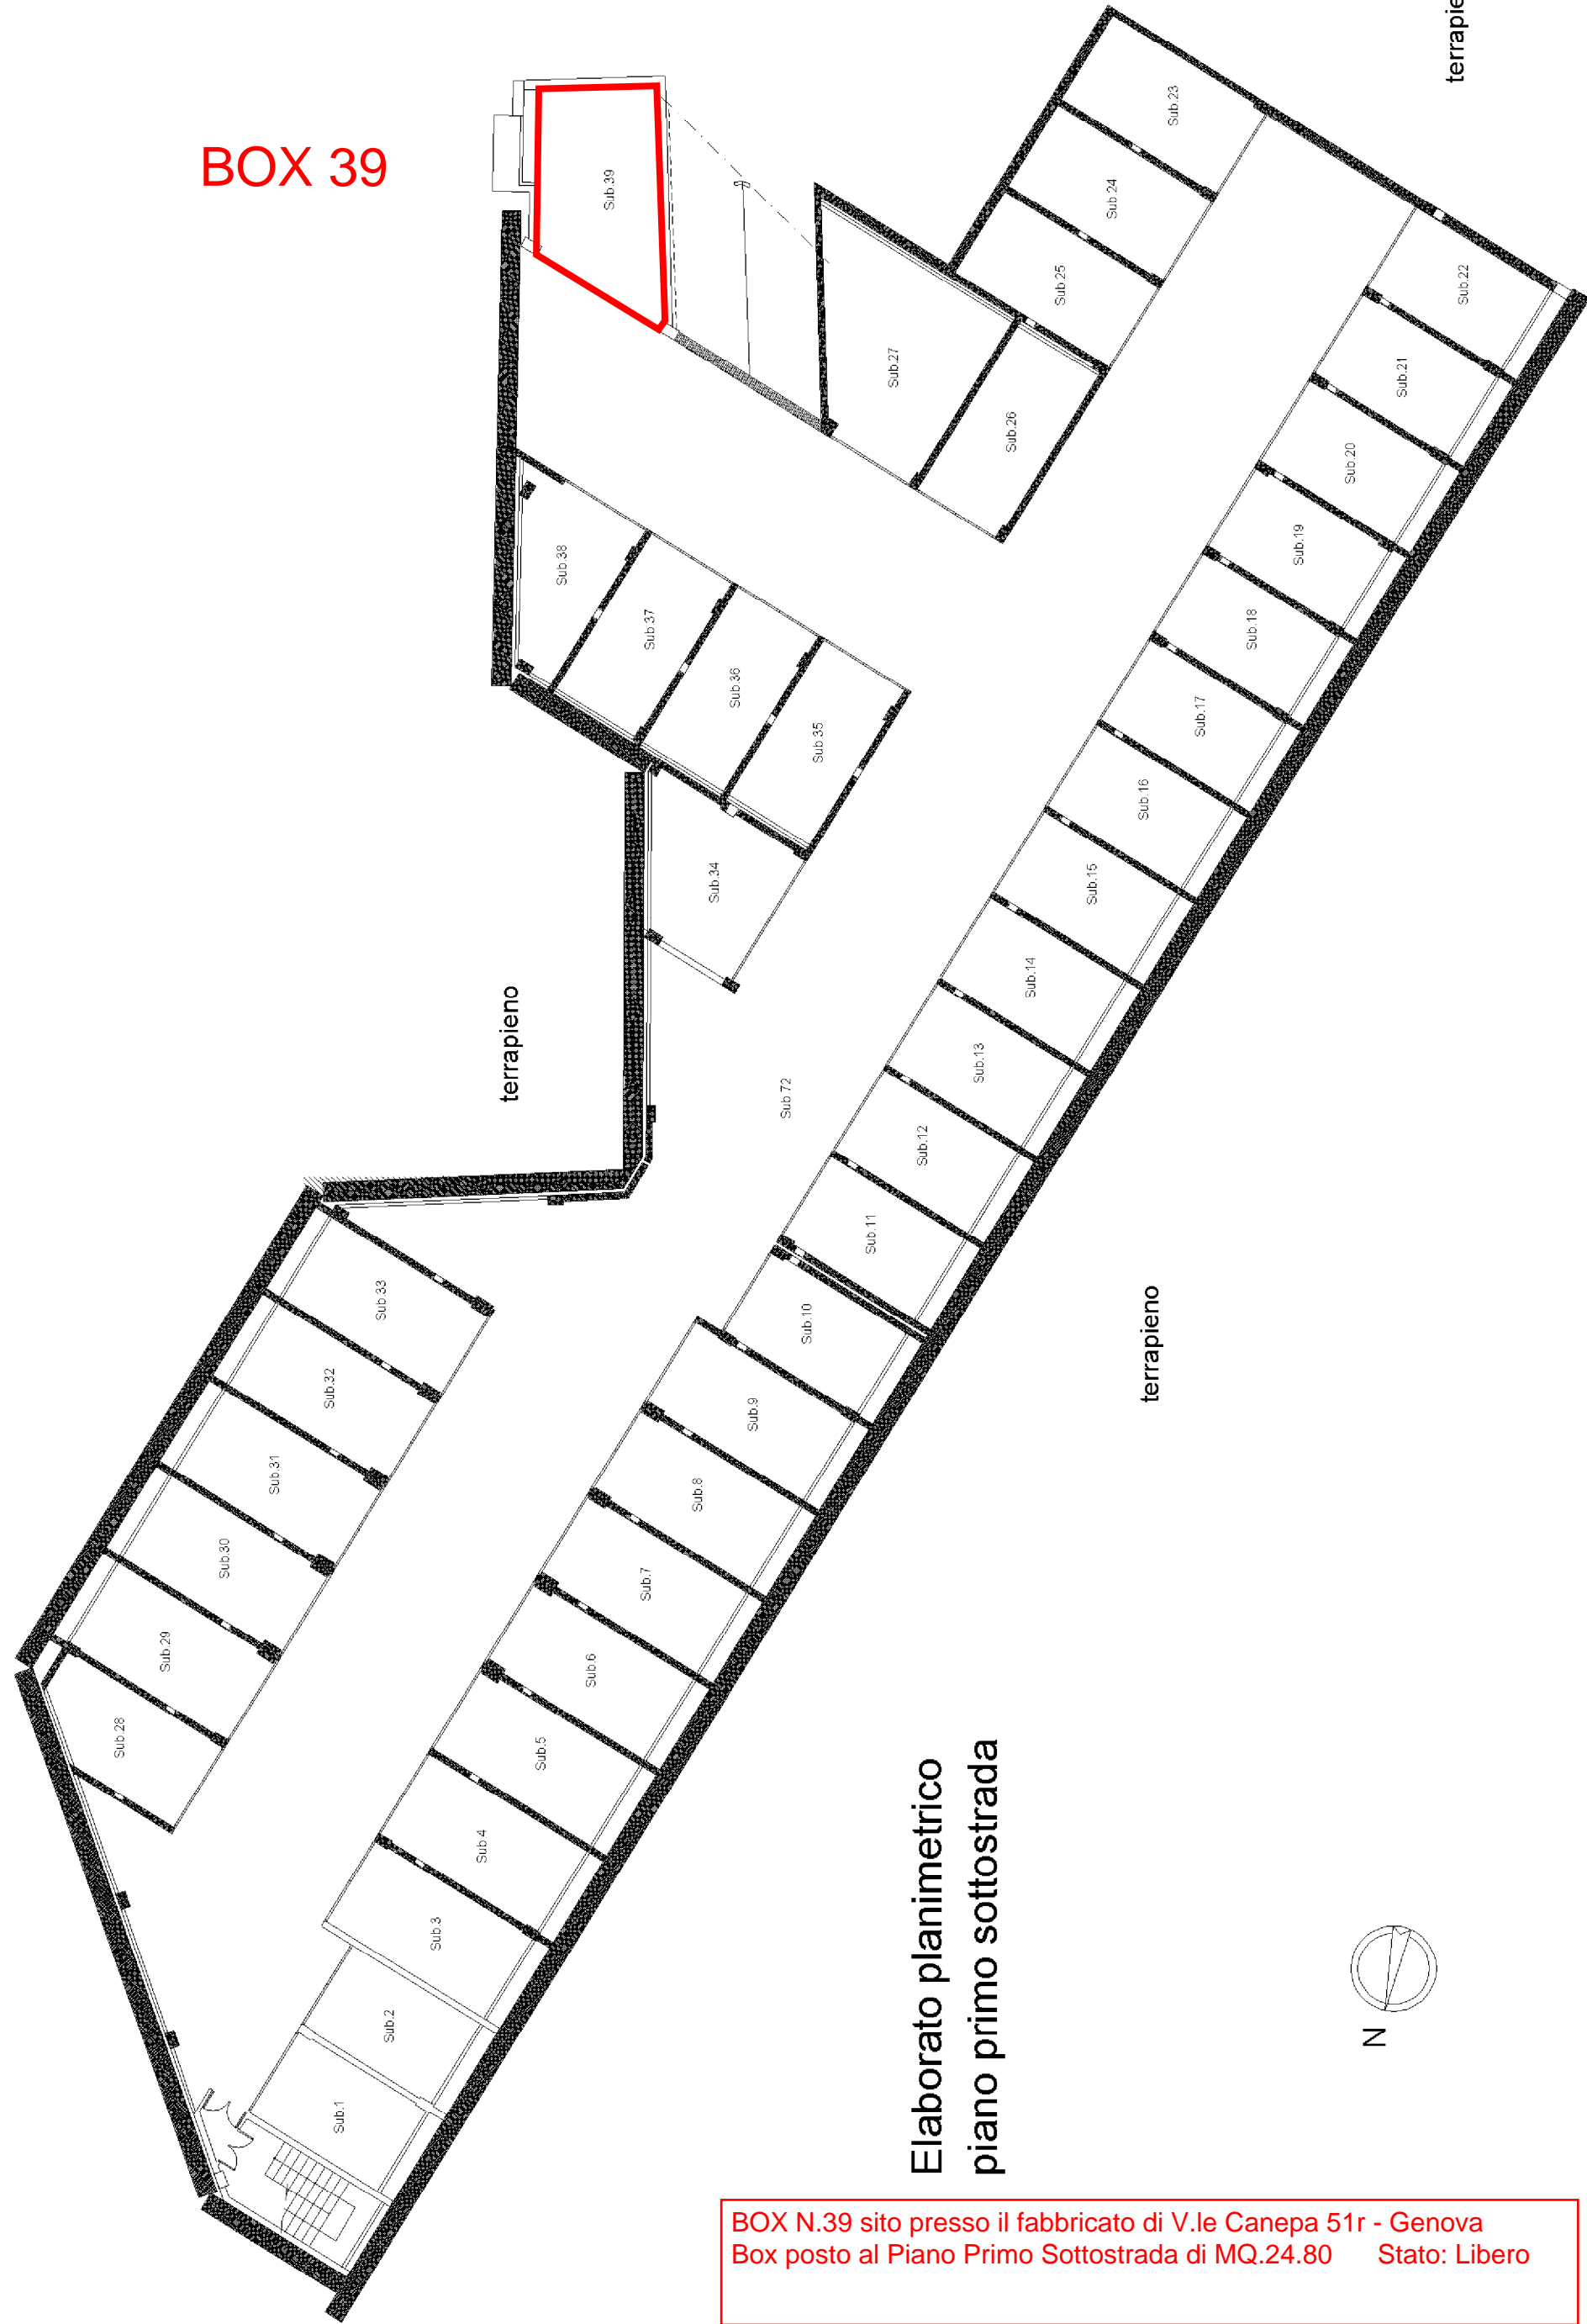 BOX 39
terrapie
Sub.23
Sub.24
Sub.25
Sub.22
Sub.21
Sub.20
Sub.19
Sub.18
Sub.17
Sub.16
Sub.15
Sub.14
Sub.13
Sub.12
Sub.11
Sub.10
Sub.9
Sub.8
Sub.7
Sub.6
Sub.5
Sub.4
Sub.3
Sub.2
Sub.1
Sub.39
Sub.27
Sub.26
Sub.38
Sub.37
Sub.36
Sub.35
Sub.34
Sub.72
Sub.33
Sub.32
Sub.31
Sub.30
Sub.29
Sub.28
terrapieno
terrapieno
Elaborato planimetrico
piano primo sottostrada
N
BOX N.39 sito presso il fabbricato di V.le Canepa 51r - Genova
Box posto al Piano Primo Sottostrada di MQ.24.80 Stato: Libero